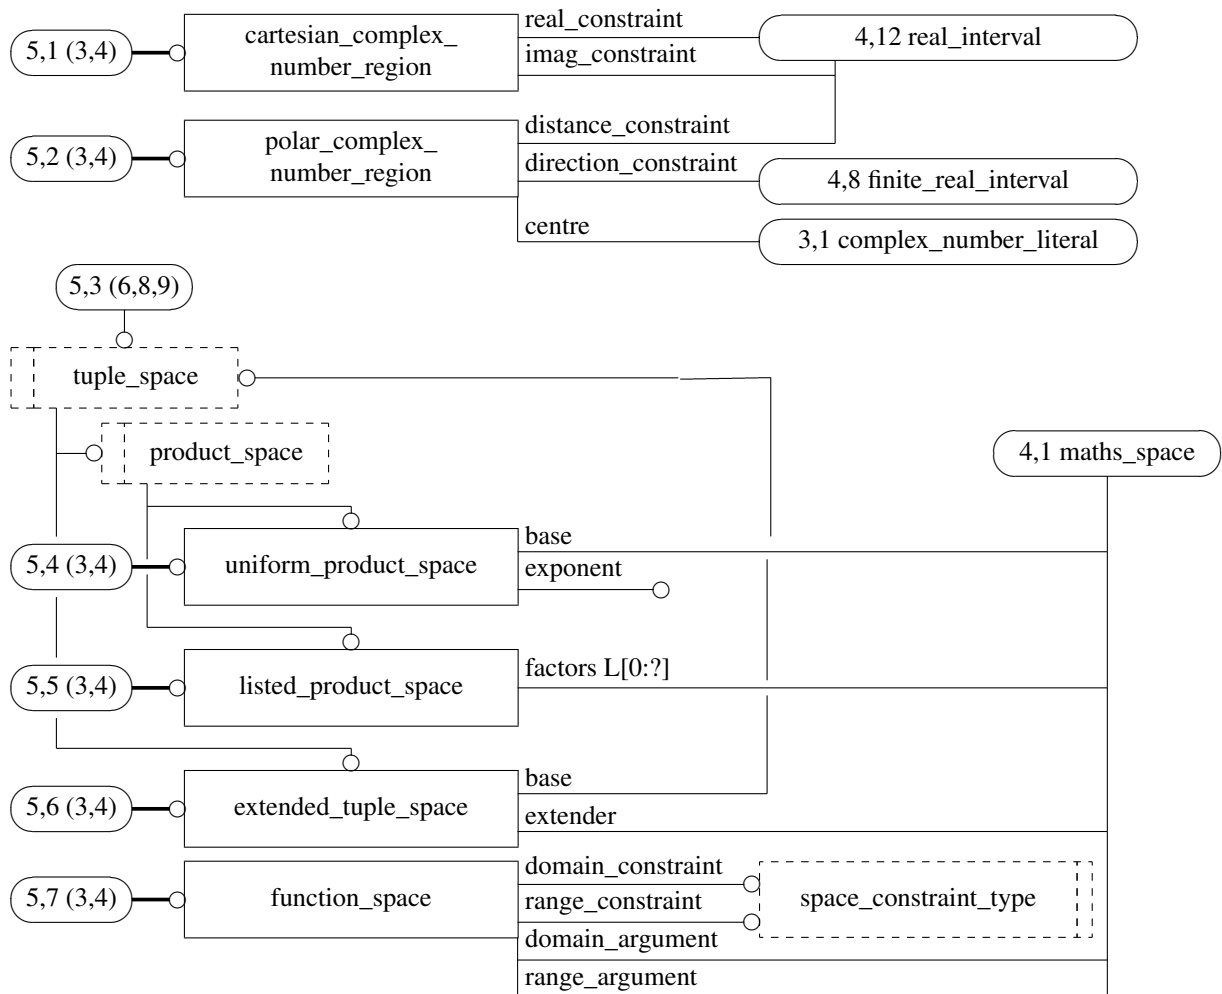 real_constraint
5,1 (3,4)
cartesian_complex_
number_region
4,12 real_interval
imag_constraint
distance_constraint
5,2 (3,4)
polar_complex_
number_region
direction_constraint
4,8 finite_real_interval
centre
3,1 complex_number_literal
5,3 (6,8,9)
tuple_space
product_space
4,1 maths_space
base
5,4 (3,4)
uniform_product_space
exponent
factors L[0:?]
5,5 (3,4)
listed_product_space
base
5,6 (3,4)
extended_tuple_space
extender
domain_constraint
5,7 (3,4)
function_space
range_constraint
space_constraint_type
domain_argument
range_argument